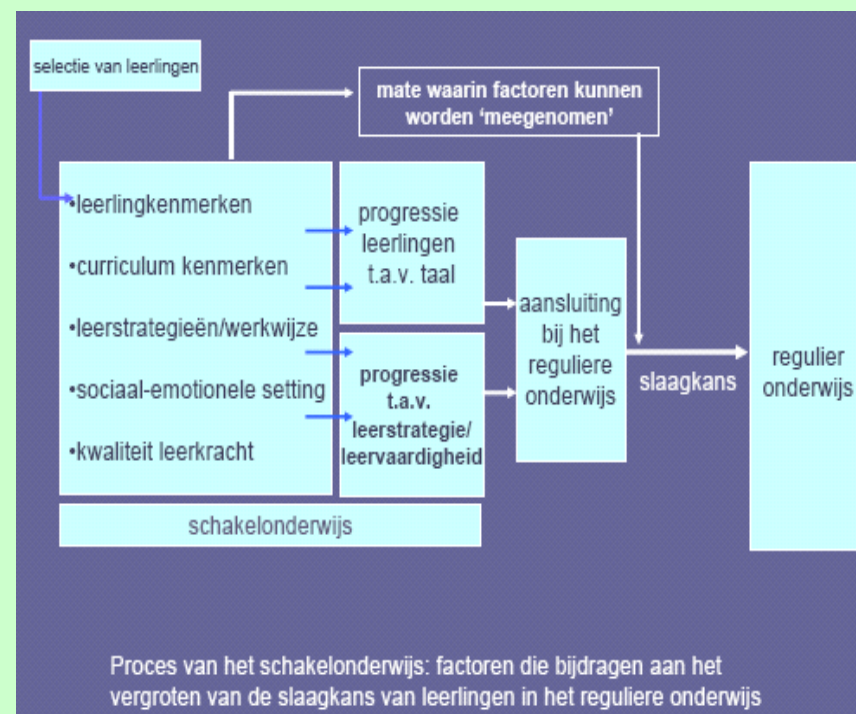 selectie van leerlingen
mate waarin factoren kunnen
worden ‘meegenomen’
•leerlingkenmerken
•curriculum kenmerken
•leerstrategieën/werkwijze
•sociaal-emotionele setting
•kwaliteit leerkracht
progressie
leerlingen
t.a.v. taal
progressie
t.a.v.
leerstrategie/
leervaardigheid
schakelonderwijs
aansluiting
bij het
reguliere
onderwijs
slaagkans
regulier
onderwijs
Proces van het schakelonderwijs: factoren die bijdragen aan het
vergroten van de slaagkans van leerlingen in het reguliere onderwijs